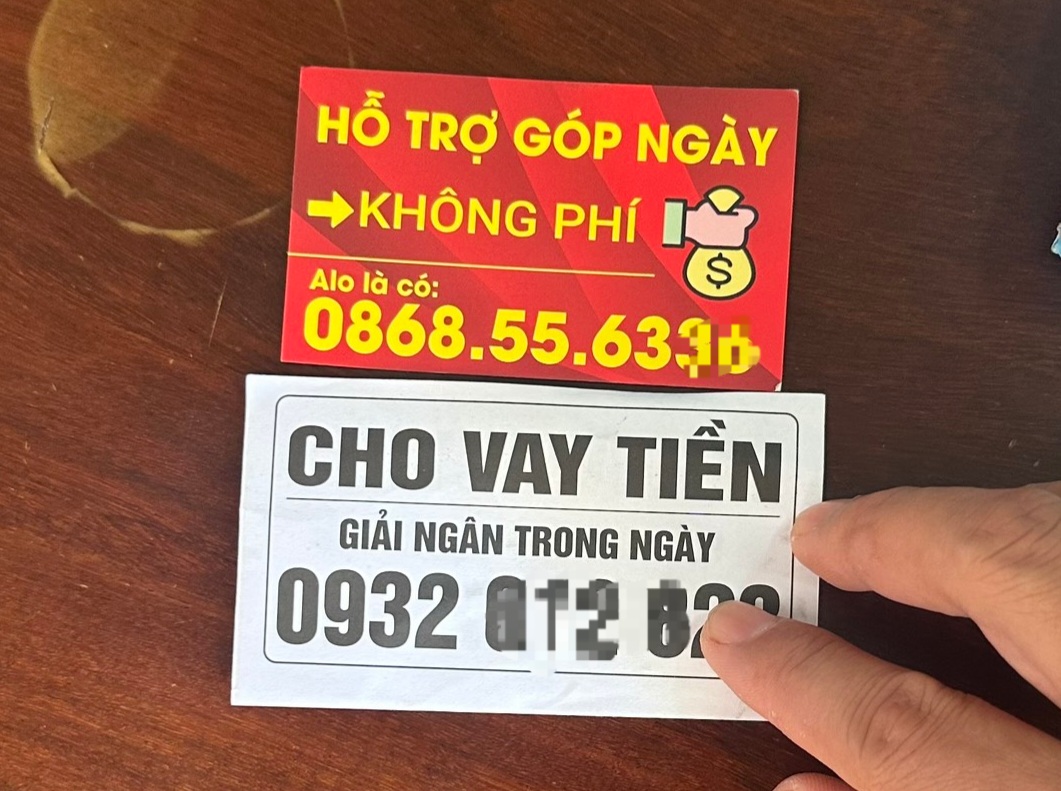 HỖ TRỢ GÓP NGÀY
KHÔNG PHÍ
$
Alo là có:
0868.55.633
CHO VAY TIỀN
GIẢI NGÂN TRONG NGÀY
0932